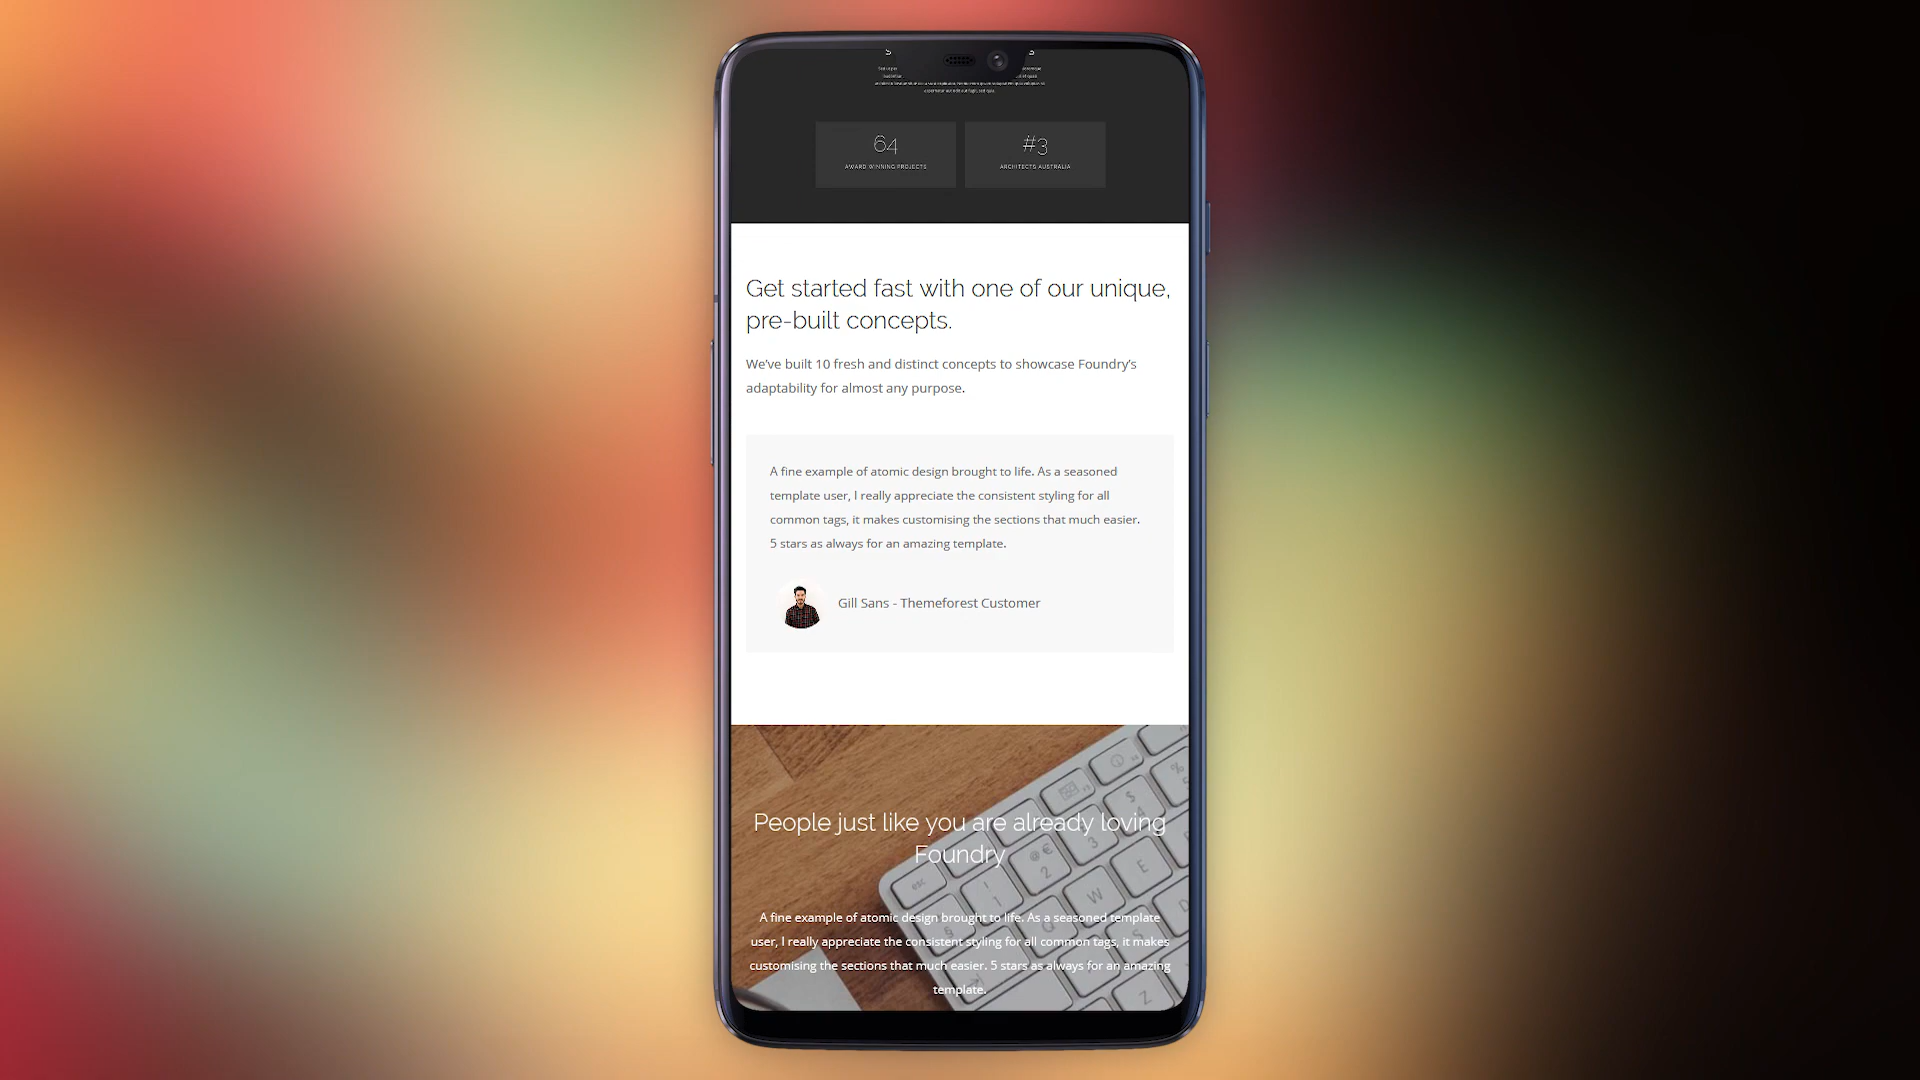 64
#3
AWARD WINNING PROJECTS
ARCHITECTS AUSTRALIA
Get started fast with one of our unique,
pre-built concepts.
We've built 10 fresh and distinct concepts to showcase Foundry's
adaptability for almost any purpose.
A fine example of atomic design brought to life. As a seasoned
template user, I really appreciate the consistent styling for all
common tags, it makes customising the sections that much easier.
5 stars as always for an amazing template.
Gill Sans - Themeforest Customer
People just like you are already loving
Foundry
A fine example of atomic design brought to life. As a seasoned template
user, I really appreciate the consistent styling for all common tags, it makes
customising the sections that much easier. 5 stars as always for an amazing
template.
esc
1
2
3
4
$
%
@
€
W
E
D
Z